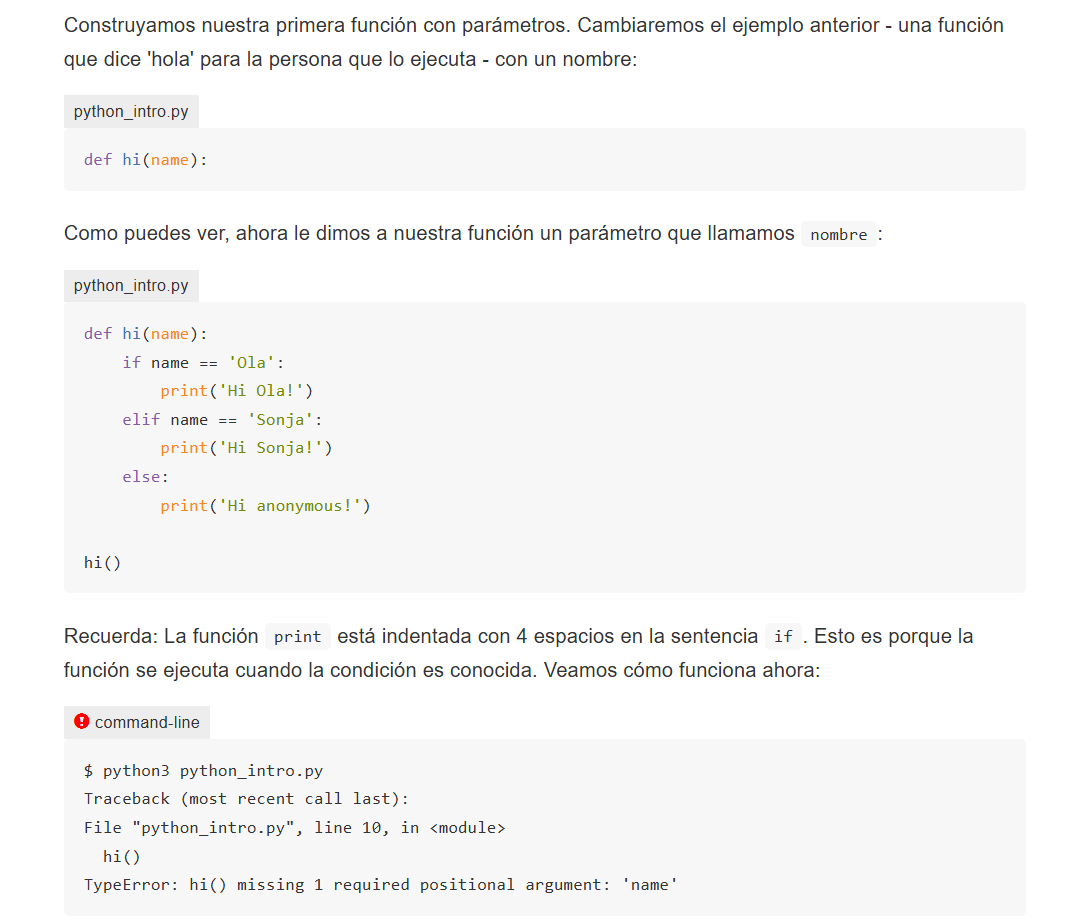 Construyamos nuestra primera función con parámetros. Cambiaremos el ejemplo anterior - una función
que dice 'hola' para la persona que lo ejecuta - con un nombre:
python_intro.py
def hi(name):
Como puedes ver, ahora le dimos a nuestra función un parámetro que llamamos nombre :
python_intro.py
def hi(name):
    if name == 'Ola':
        print('Hi Ola!')
    elif name == 'Sonja':
        print('Hi Sonja!')
    else:
        print('Hi anonymous!')
hi()
Recuerda: La función print está indentada con 4 espacios en la sentencia if . Esto es porque la
función se ejecuta cuando la condición es conocida. Veamos cómo funciona ahora:
command-line
$ python3 python_intro.py
Traceback (most recent call last):
File "python_intro.py", line 10, in <module>
  hi()
TypeError: hi() missing 1 required positional argument: 'name'